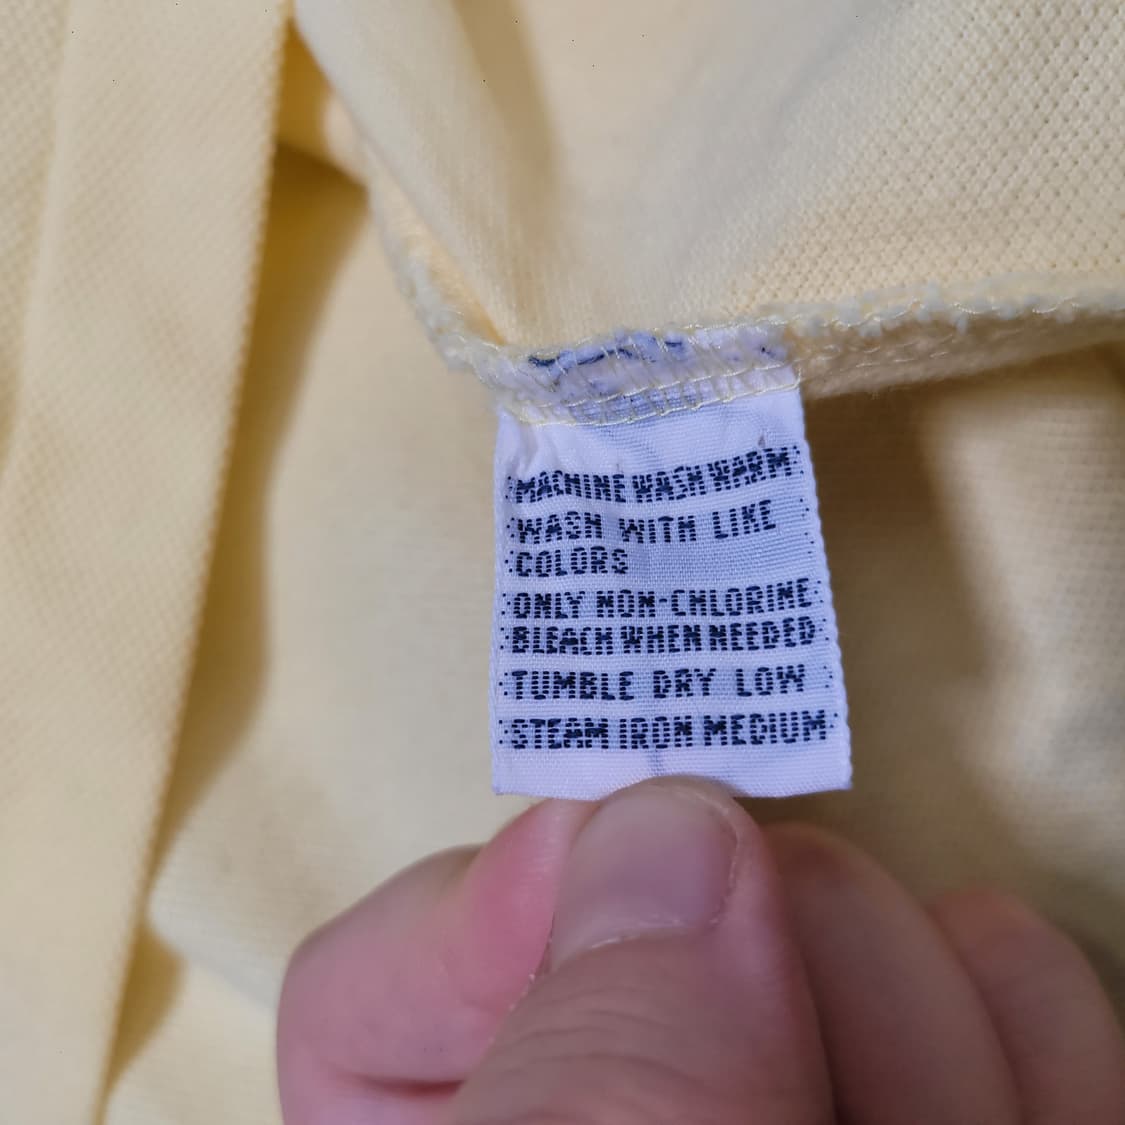 MACHINE WASH WARM
WASH WITH LIKE
COLORS
ONLY NON-CHLORINE
BLEACH WHEN NEEDED
TUMBLE DRY LOW
STEAM IRON MEDIUM